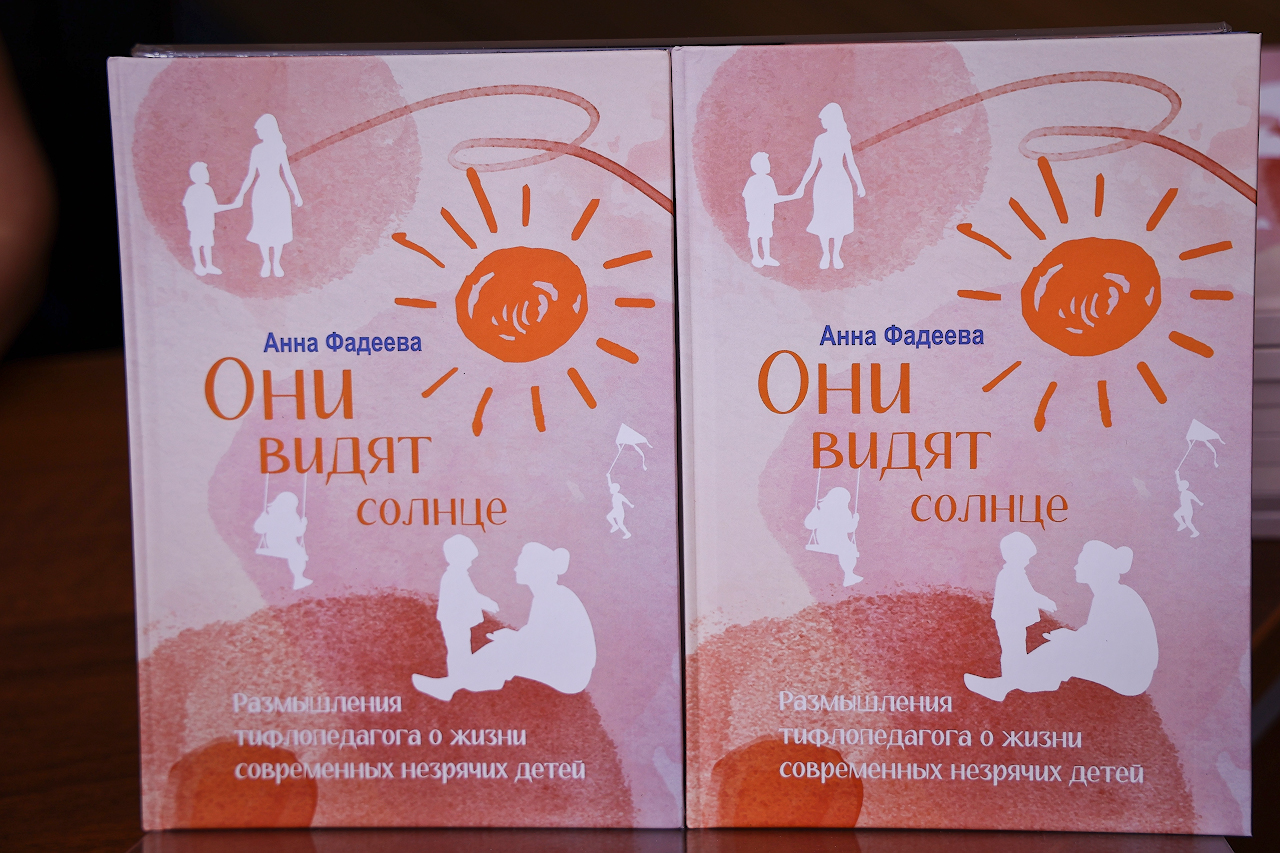 Анна Фадеева
Они
видят
солнце
Размышления
тифлопедагога о жизни
современных незрячих детей
Анна Фадеева
Они
видят
солнце
Размышления
тифлопедагога о жизни
современных незрячих детей